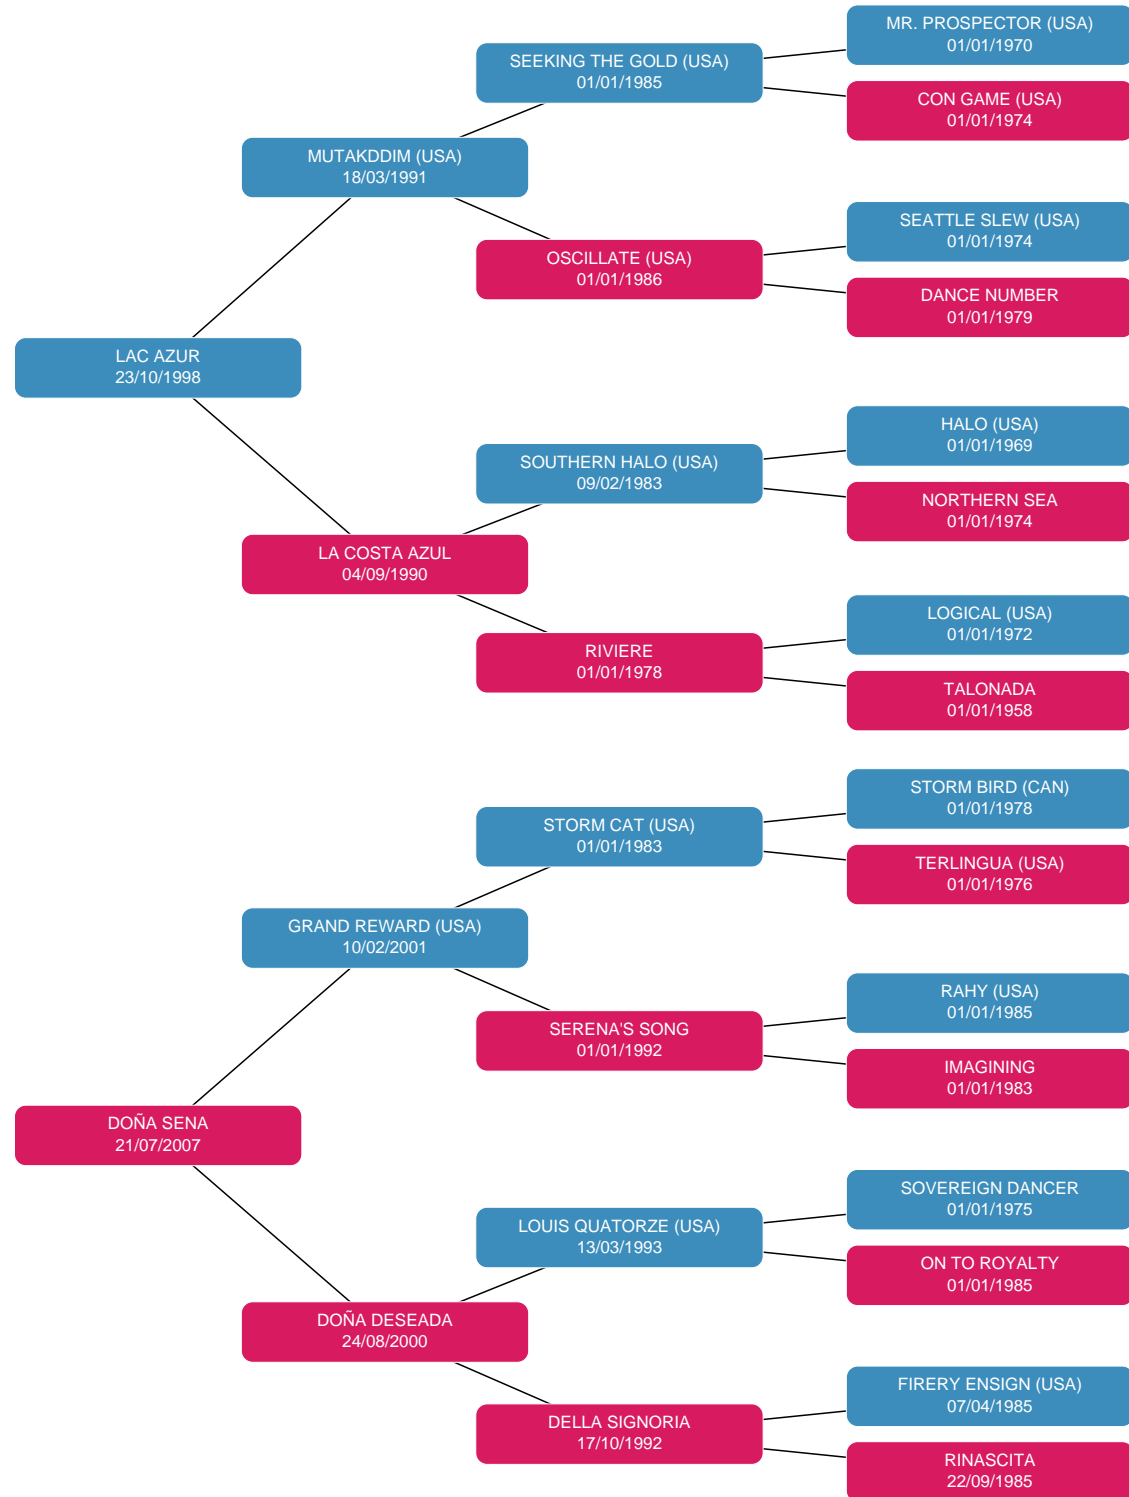 MR. PROSPECTOR (USA)
01/01/1970
SEEKING THE GOLD (USA)
01/01/1985
CON GAME (USA)
01/01/1974
MUTAKDDIM (USA)
18/03/1991
SEATTLE SLEW (USA)
01/01/1974
OSCILLATE (USA)
01/01/1986
DANCE NUMBER
01/01/1979
LAC AZUR
23/10/1998
HALO (USA)
01/01/1969
SOUTHERN HALO (USA)
09/02/1983
NORTHERN SEA
01/01/1974
LA COSTA AZUL
04/09/1990
LOGICAL (USA)
01/01/1972
RIVIERE
01/01/1978
TALONADA
01/01/1958
STORM BIRD (CAN)
01/01/1978
STORM CAT (USA)
01/01/1983
TERLINGUA (USA)
01/01/1976
GRAND REWARD (USA)
10/02/2001
RAHY (USA)
01/01/1985
SERENA'S SONG
01/01/1992
IMAGINING
01/01/1983
DOÑA SENA
21/07/2007
SOVEREIGN DANCER
01/01/1975
LOUIS QUATORZE (USA)
13/03/1993
ON TO ROYALTY
01/01/1985
DOÑA DESEADA
24/08/2000
FIRERY ENSIGN (USA)
07/04/1985
DELLA SIGNORIA
17/10/1992
RINASCITA
22/09/1985